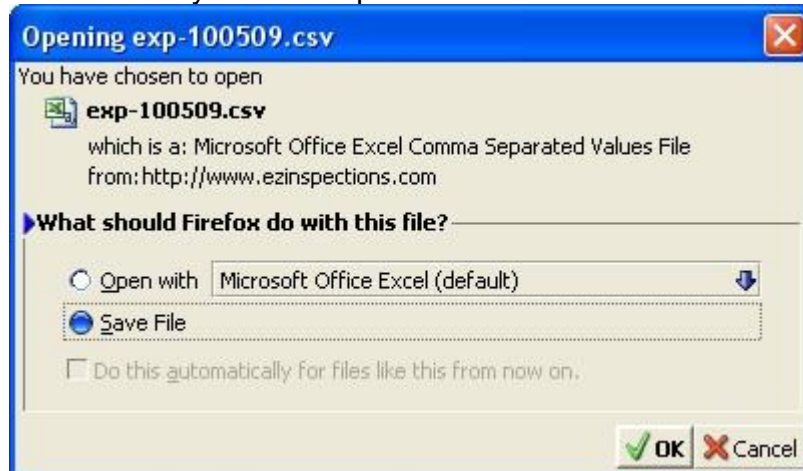 Opening exp-100509.csv
You have chosen to open
exp-100509.csv
which is a: Microsoft Office Excel Comma Separated Values File
from: http://www.ezinspections.com
What should Firefox do with this file?
Open with Microsoft Office Excel (default)
Save File
Do this automatically for files like this from now on.
OK Cancel